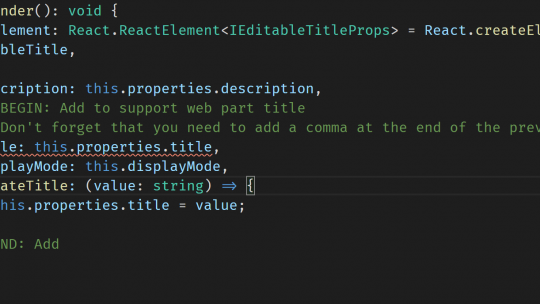 nder(): void {
lement: React.ReactElement<IEditableTitleProps> = React.createEl
bleTitle,
cription: this.properties.description,
BEGIN: Add to support web part title
Don't forget that you need to add a comma at the end of the prev
le: this.properties.title,
playMode: this.displayMode,
ateTitle: (value: string) => {
his.properties.title = value;
ND: Add